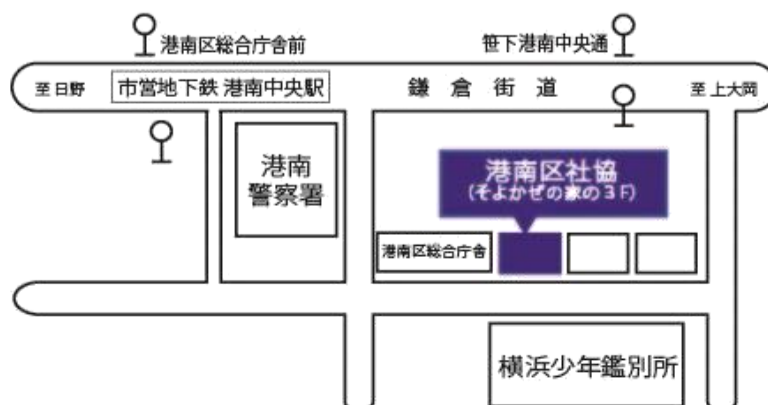 港南区総合庁舎前
笹下港南中央通
至 日野
市営地下鉄 港南中央駅
鎌倉街道
至 上大岡
港南
警察署
港南区社協
(そよかぜの家の3F)
港南区総合庁舎
横浜少年鑑別所